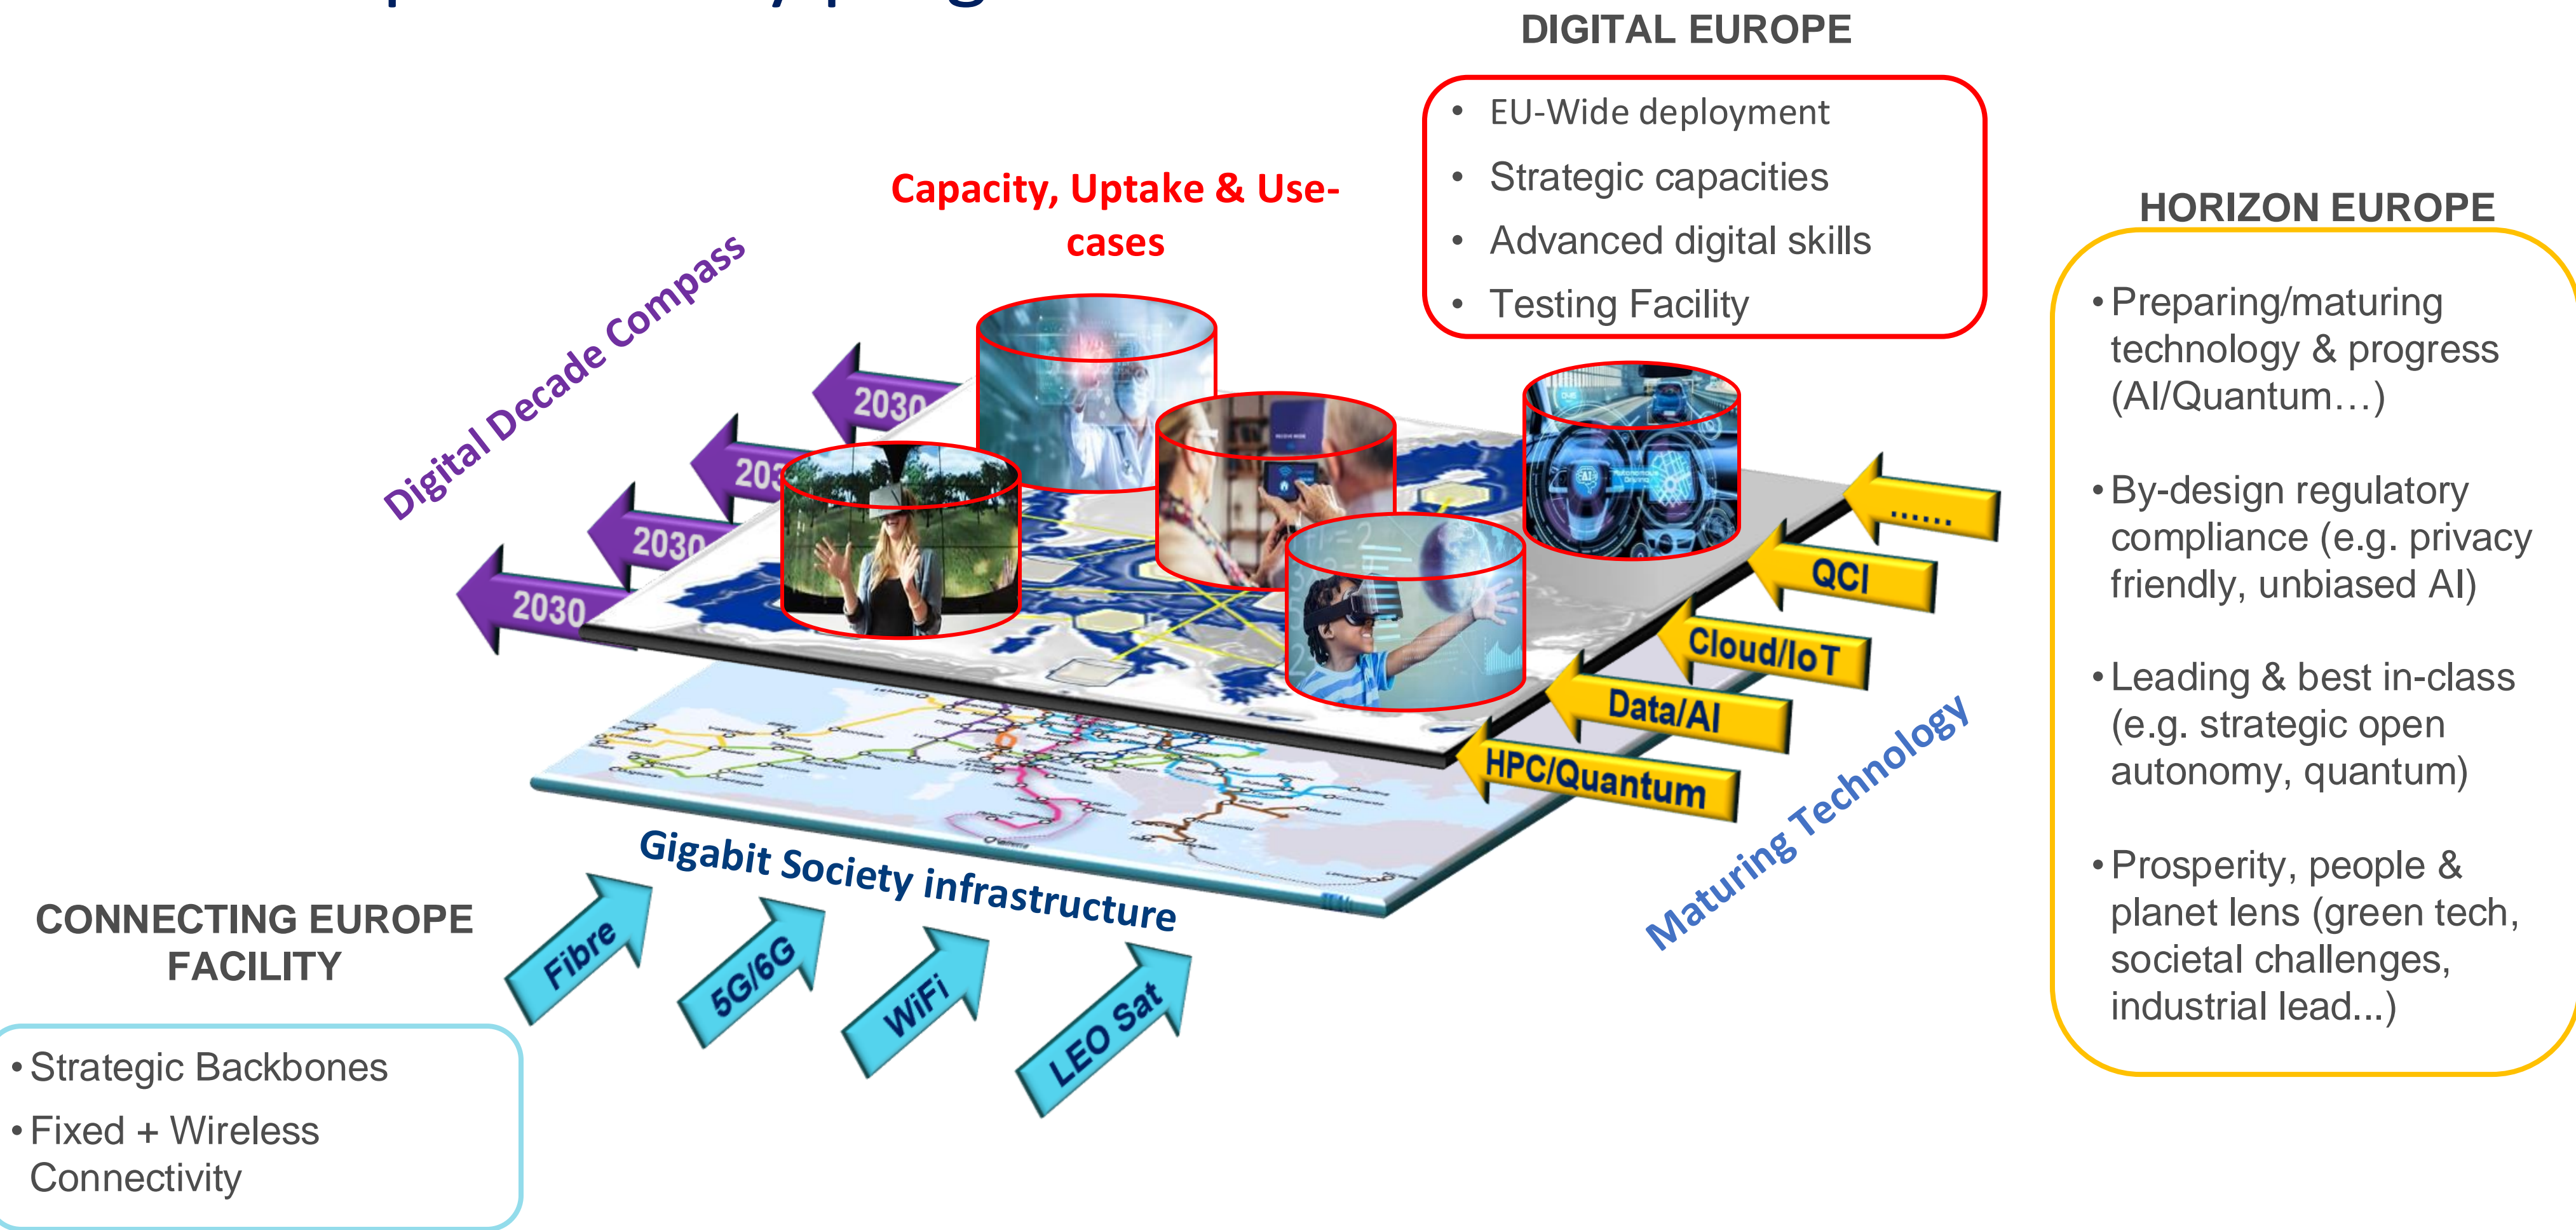 DIGITAL EUROPE
• EU-Wide deployment
• Strategic capacities
• Advanced digital skills
• Testing Facility
Capacity, Uptake & Use-
cases
HORIZON EUROPE
• Preparing/maturing
technology & progress
(AI/Quantum...)
• By-design regulatory
compliance (e.g. privacy
friendly, unbiased AI)
• Leading & best in-class
(e.g. strategic open
autonomy, quantum)
• Prosperity, people &
planet lens (green tech,
societal challenges,
industrial lead...)
Digital Decade Compass
2030
2030
2030
......
QCI
Cloud/IoT
Data/AI
HPC/Quantum
Maturing Technology
Gigabit Society infrastructure
Fibre
5G/6G
WiFi
LEO Sat
CONNECTING EUROPE
FACILITY
• Strategic Backbones
• Fixed + Wireless
Connectivity